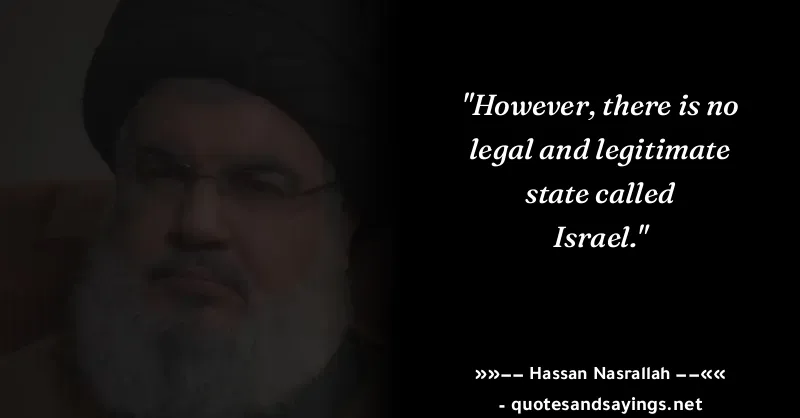 "However, there is no
legal and legitimate
state called
Israel."
»»–– Hassan Nasrallah ––««
- quotesandsayings.net